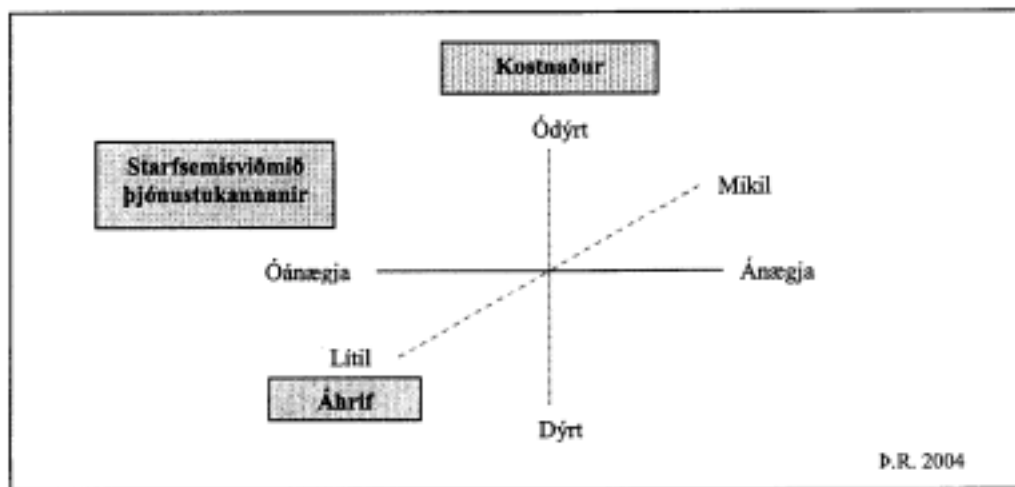 Kostnaður
Ódýrt
Starfsemisviðmið
þjónustukannanir
Mikil
Óánægja
Ánægja
Lítil
Áhrif
Dýrt
Þ.R. 2004